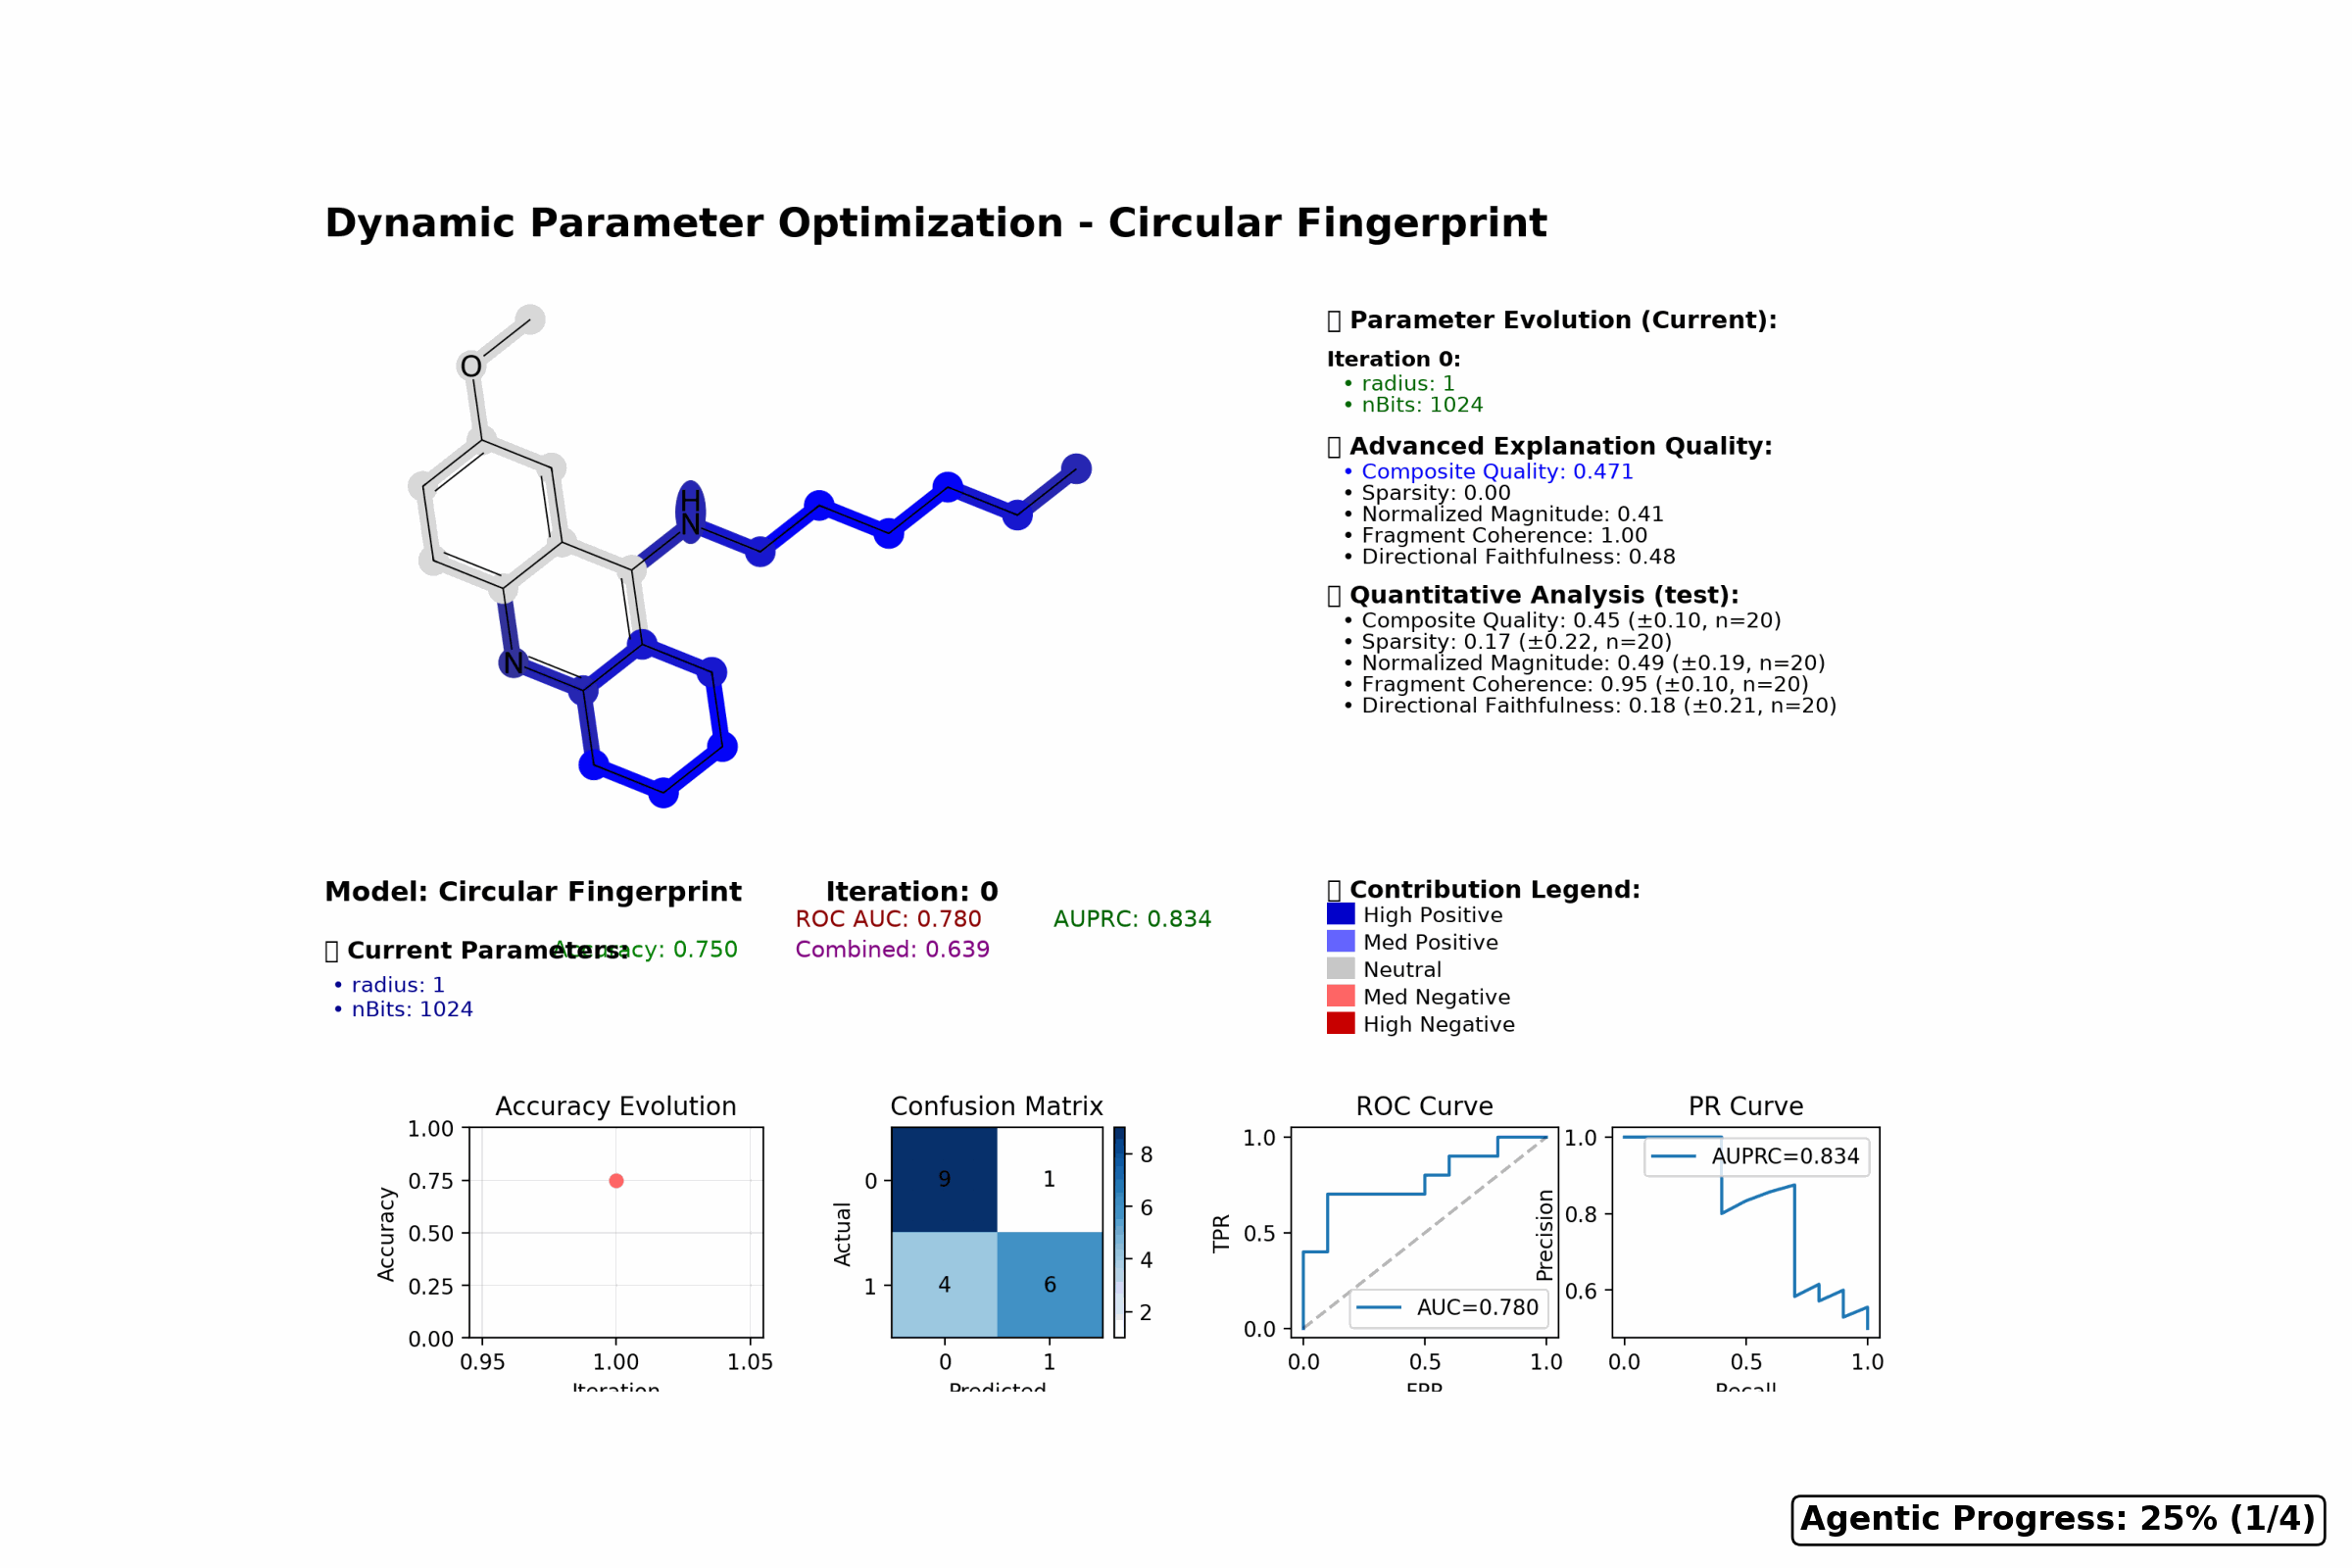 Dynamic Parameter Optimization - Circular Fingerprint
O
H
N
N
Parameter Evolution (Current):
Iteration 0:
• radius: 1
• nBits: 1024
Advanced Explanation Quality:
• Composite Quality: 0.471
• Sparsity: 0.00
• Normalized Magnitude: 0.41
• Fragment Coherence: 1.00
• Directional Faithfulness: 0.48
Quantitative Analysis (test):
• Composite Quality: 0.45 (±0.10, n=20)
• Sparsity: 0.17 (±0.22, n=20)
• Normalized Magnitude: 0.49 (±0.19, n=20)
• Fragment Coherence: 0.95 (±0.10, n=20)
• Directional Faithfulness: 0.18 (±0.21, n=20)
Model: Circular Fingerprint
Iteration: 0
ROC AUC: 0.780
AUPRC: 0.834
Current Parameters:
Accuracy: 0.750
Combined: 0.639
• radius: 1
• nBits: 1024
Contribution Legend:
High Positive
Med Positive
Neutral
Med Negative
High Negative
Accuracy Evolution
Accuracy
1.00
0.75
0.50
0.25
0.00
0.95
1.00
1.05
Iteration
Confusion Matrix
Actual
0
1
9
1
4
6
0
1
Predicted
8
6
4
2
ROC Curve
TPR
1.0
0.5
0.0
AUC=0.780
0.0
0.5
1.0
FPR
PR Curve
Precision
1.0
0.8
0.6
AUPRC=0.834
0.0
0.5
1.0
Recall
Agentic Progress: 25% (1/4)